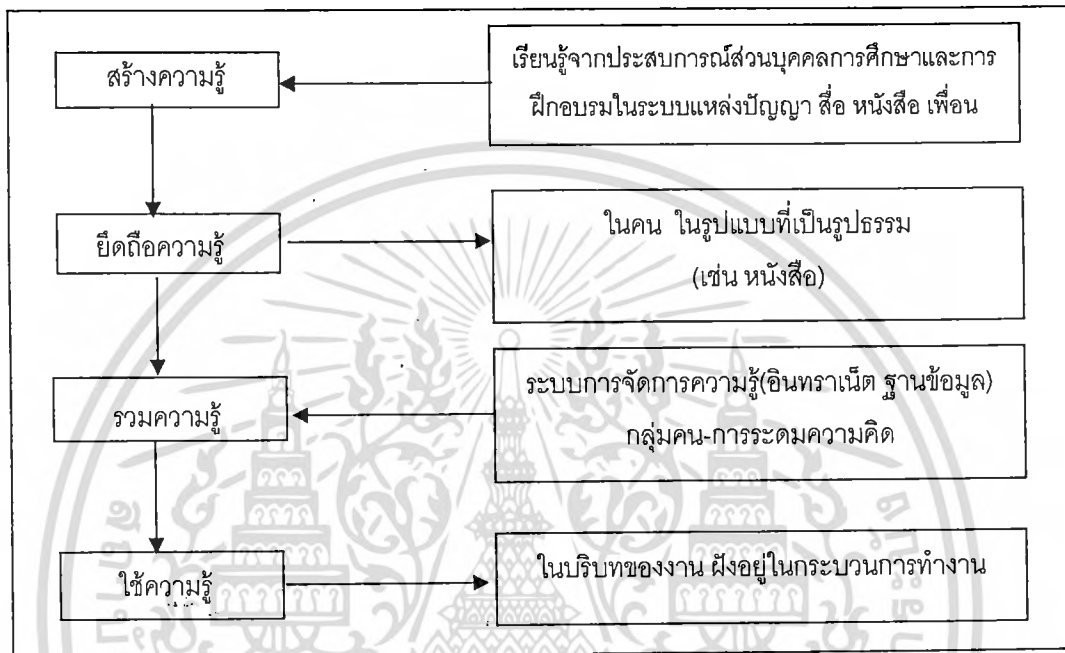 สร้างความรู้
เรียนรู้จากประสบการณ์ส่วนบุคคลการศึกษาและการ
ฝึกอบรมในระบบแหล่งปัญญา สื่อ หนังสือ เพื่อน
ยึดถือความรู้
ในคน ในรูปแบบที่เป็นรูปธรรม
(เช่น หนังสือ)
รวมความรู้
ระบบการจัดการความรู้(อินทราเน็ต ฐานข้อมูล)
กลุ่มคน-การระดมความคิด
ใช้ความรู้
ในบริบทของงาน ฝังอยู่ในกระบวนการทำงาน